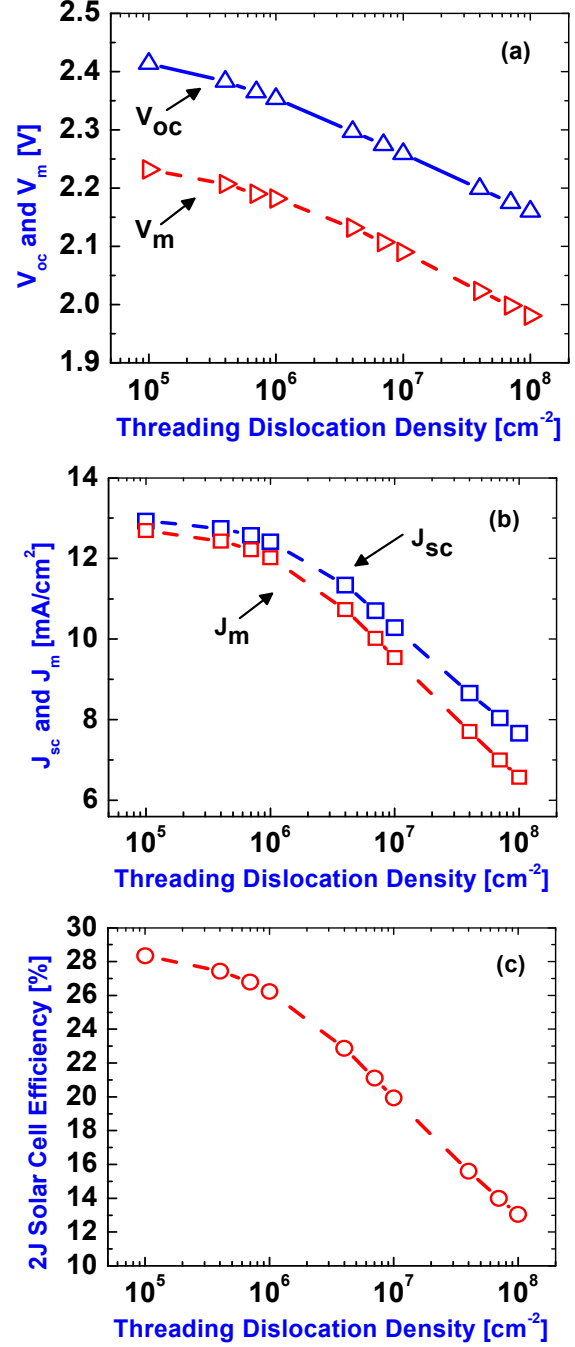 (a)
V_oc and V_m [V]
2.5
2.4
2.3
2.2
2.1
2.0
1.9
V_oc
V_m
10^5 10^6 10^7 10^8
Threading Dislocation Density [cm^-2]
(b)
J_sc and J_m [mA/cm^2]
14
12
10
8
6
J_sc
J_m
10^5 10^6 10^7 10^8
Threading Dislocation Density [cm^-2]
(c)
2J Solar Cell Efficiency [%]
30
28
26
24
22
20
18
16
14
12
10
10^5 10^6 10^7 10^8
Threading Dislocation Density [cm^-2]